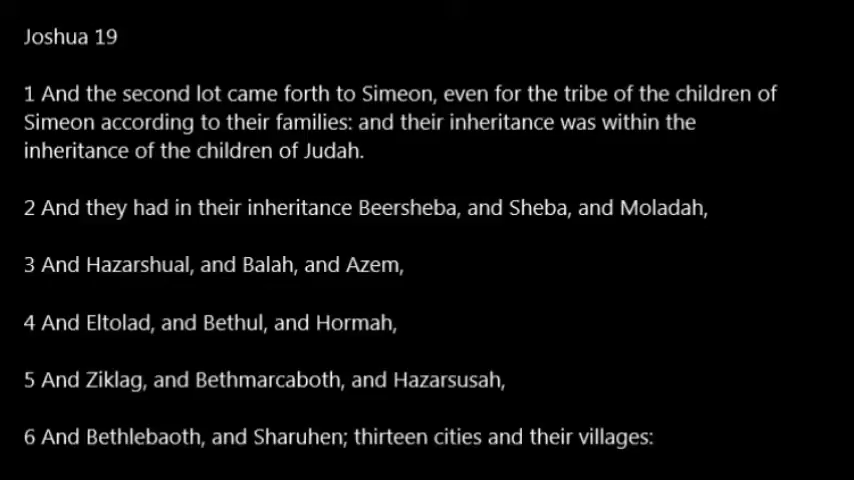 Joshua 19
1 And the second lot came forth to Simeon, even for the tribe of the children of
Simeon according to their families: and their inheritance was within the
inheritance of the children of Judah.
2 And they had in their inheritance Beersheba, and Sheba, and Moladah,
3 And Hazarshual, and Balah, and Azem,
4 And Eltolad, and Bethul, and Hormah,
5 And Ziklag, and Bethmarcaboth, and Hazarsusah,
6 And Bethlebaoth, and Sharuhen; thirteen cities and their villages: